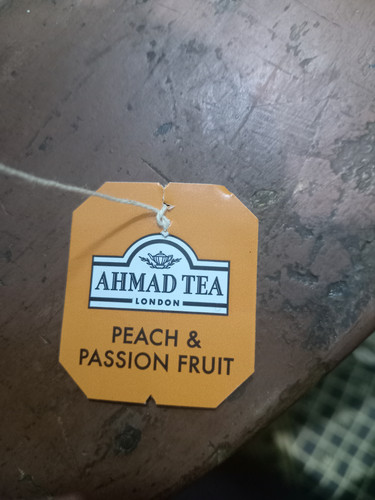 AHMAD TEA
LONDON
PEACH &
PASSION FRUIT